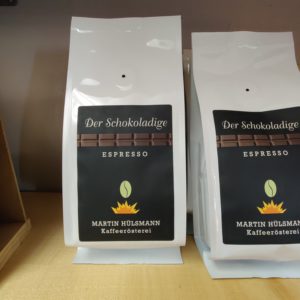 Der Schokoladige
ESPRESSO
MARTIN HÜLSMANN
Kaffeerösterei
Der Schokoladige
ESPRESSO
MARTIN HÜLSMANN
Kaffeerösterei